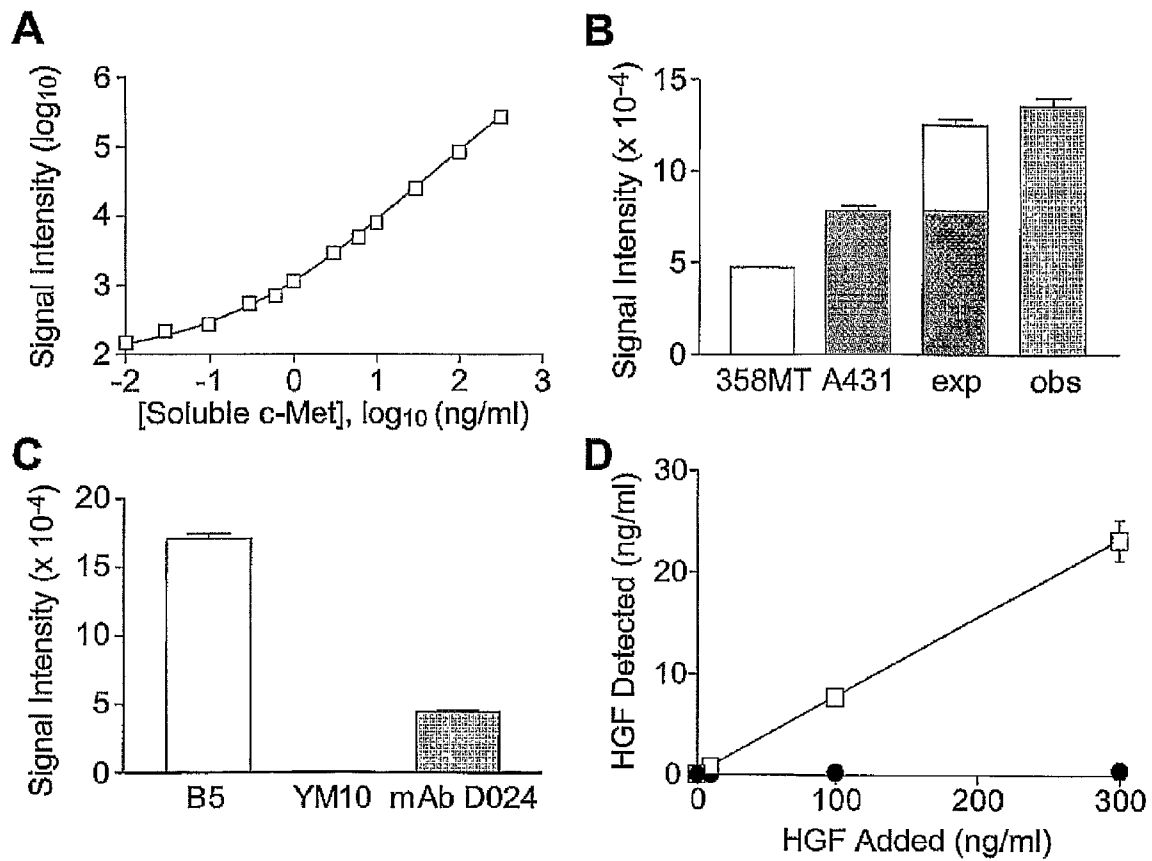 A
Signal Intensity (log10)
6
5
4
3
2
-2 -1 0 1 2 3
[Soluble c-Met], log10 (ng/ml)
B
Signal Intensity (x 10-4)
15
10
5
0
358MT A431 exp obs
C
Signal Intensity (x 10-4)
20
15
10
5
0
B5 YM10 mAb D024
D
HGF Detected (ng/ml)
30
20
10
0
0 100 200 300
HGF Added (ng/ml)